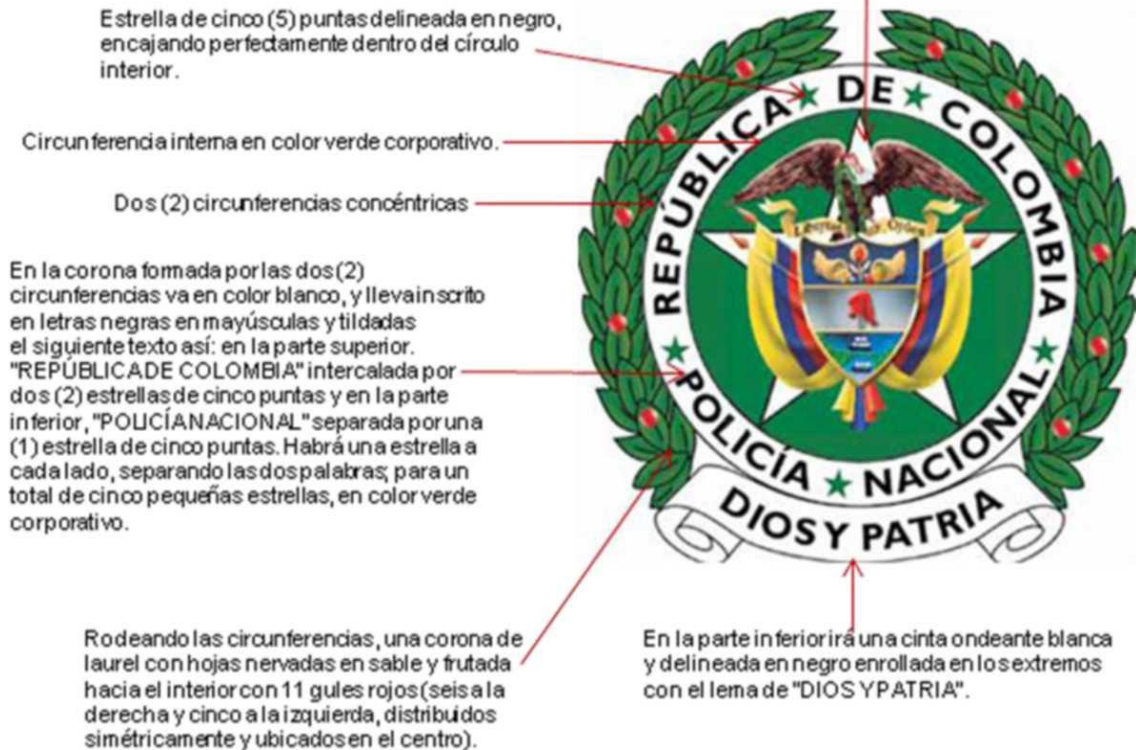 Estrella de cinco (5) puntas delineada en negro,
encajando perfectamente dentro del círculo
interior.
Circunferencia interna en color verde corporativo.
Dos (2) circunferencias concéntricas
En la corona formada por las dos (2)
circunferencias va en color blanco, y lleva inscrito
en letras negras en mayúsculas y tildadas
el siguiente texto así: en la parte superior.
"REPÚBLICA DE COLOMBIA" intercalada por
dos (2) estrellas de cinco puntas y en la parte
inferior, "POLICÍA NACIONAL" separada por una
(1) estrella de cinco puntas. Habrá una estrella a
cada lado, separando las dos palabras; para un
total de cinco pequeñas estrellas, en color verde
corporativo.
Rodeando las circunferencias, una corona de
laurel con hojas nervadas en sable y frutada
hacia el interior con 11 gules rojos (seis a la
derecha y cinco a la izquierda, distribuidos
simétricamente y ubicados en el centro).
REPÚBLICA DE COLOMBIA
Libertad y Orden
POLICÍA NACIONAL
DIOS Y PATRIA
En la parte inferior irá una cinta ondeante blanca
y delineada en negro enrollada en los extremos
con el lema de "DIOS Y PATRIA".